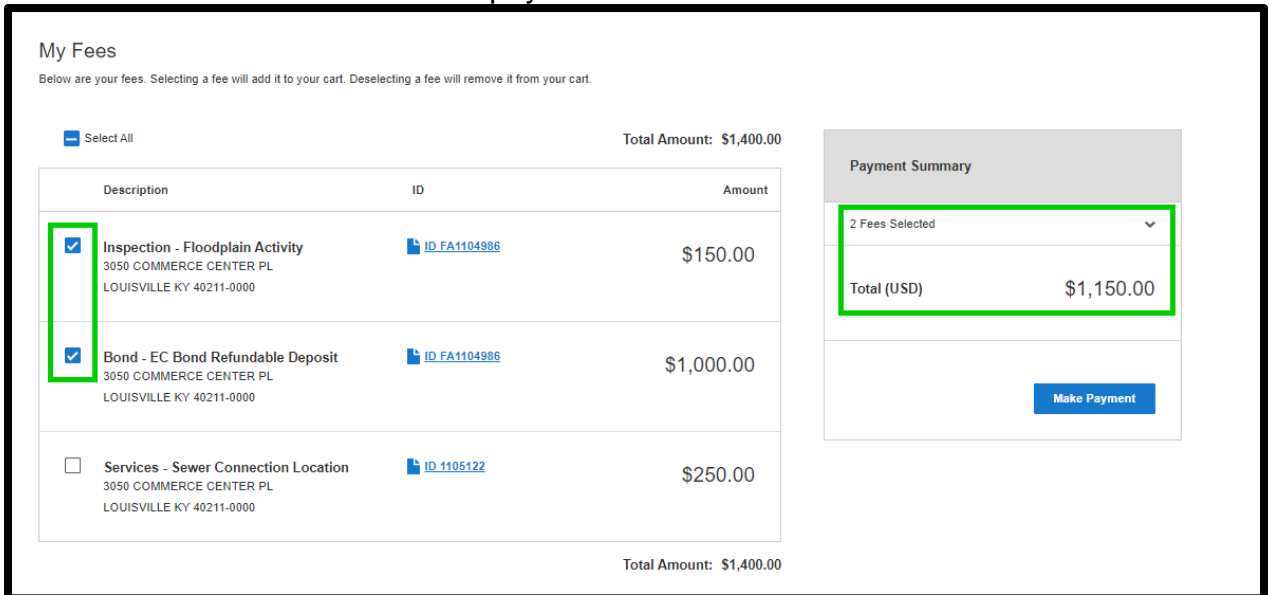 My Fees
Below are your fees. Selecting a fee will add it to your cart. Deselecting a fee will remove it from your cart.
Select All
Total Amount: $1,400.00
Description ID Amount
Inspection - Floodplain Activity ID FA1104986 $150.00
3050 COMMERCE CENTER PL
LOUISVILLE KY 40211-0000
Bond - EC Bond Refundable Deposit ID FA1104986 $1,000.00
3050 COMMERCE CENTER PL
LOUISVILLE KY 40211-0000
Services - Sewer Connection Location ID 1105122 $250.00
3050 COMMERCE CENTER PL
LOUISVILLE KY 40211-0000
Total Amount: $1,400.00
Payment Summary
2 Fees Selected
Total (USD) $1,150.00
Make Payment